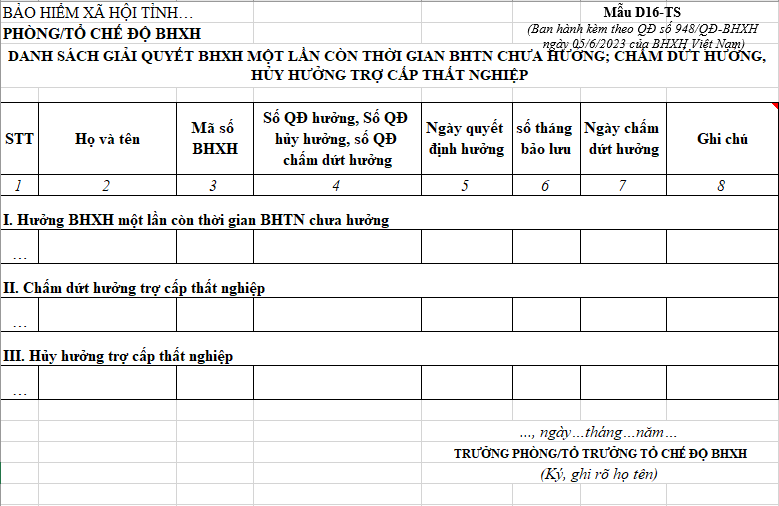 BẢO HIỂM XÃ HỘI TỈNH…
Mẫu D16-TS
PHÒNG/TỔ CHẾ ĐỘ BHXH
(Ban hành kèm theo QĐ số 948/QĐ-BHXH
ngày 05/6/2023 của BHXH Việt Nam)
DANH SÁCH GIẢI QUYẾT BHXH MỘT LẦN CÒN THỜI GIAN BHTN CHƯA HƯỞNG; CHẤM DỨT HƯỞNG,
HỦY HƯỞNG TRỢ CẤP THẤT NGHIỆP
STT
Họ và tên
Mã số
BHXH
Số QĐ hưởng, Số QĐ
hủy hưởng, số QĐ
chấm dứt hưởng
Ngày quyết
định hưởng
số tháng
bảo lưu
Ngày chấm
dứt hưởng
Ghi chú
1 2 3 4 5 6 7 8
I. Hưởng BHXH một lần còn thời gian BHTN chưa hưởng
…
II. Chấm dứt hưởng trợ cấp thất nghiệp
…
III. Hủy hưởng trợ cấp thất nghiệp
…
…, ngày…tháng…năm…
TRƯỞNG PHÒNG/TỔ TRƯỞNG TỔ CHẾ ĐỘ BHXH
(Ký, ghi rõ họ tên)